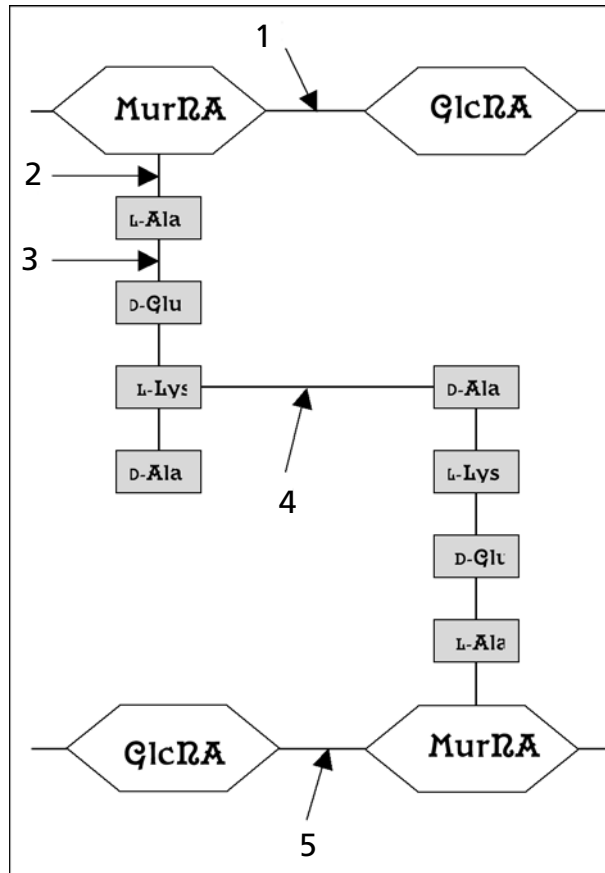 1
MurNA GlcNA
2
L-Ala
3
D-Glu
L-Lys D-Ala
D-Ala L-Lys
4
D-Glu
L-Ala
GlcNA MurNA
5